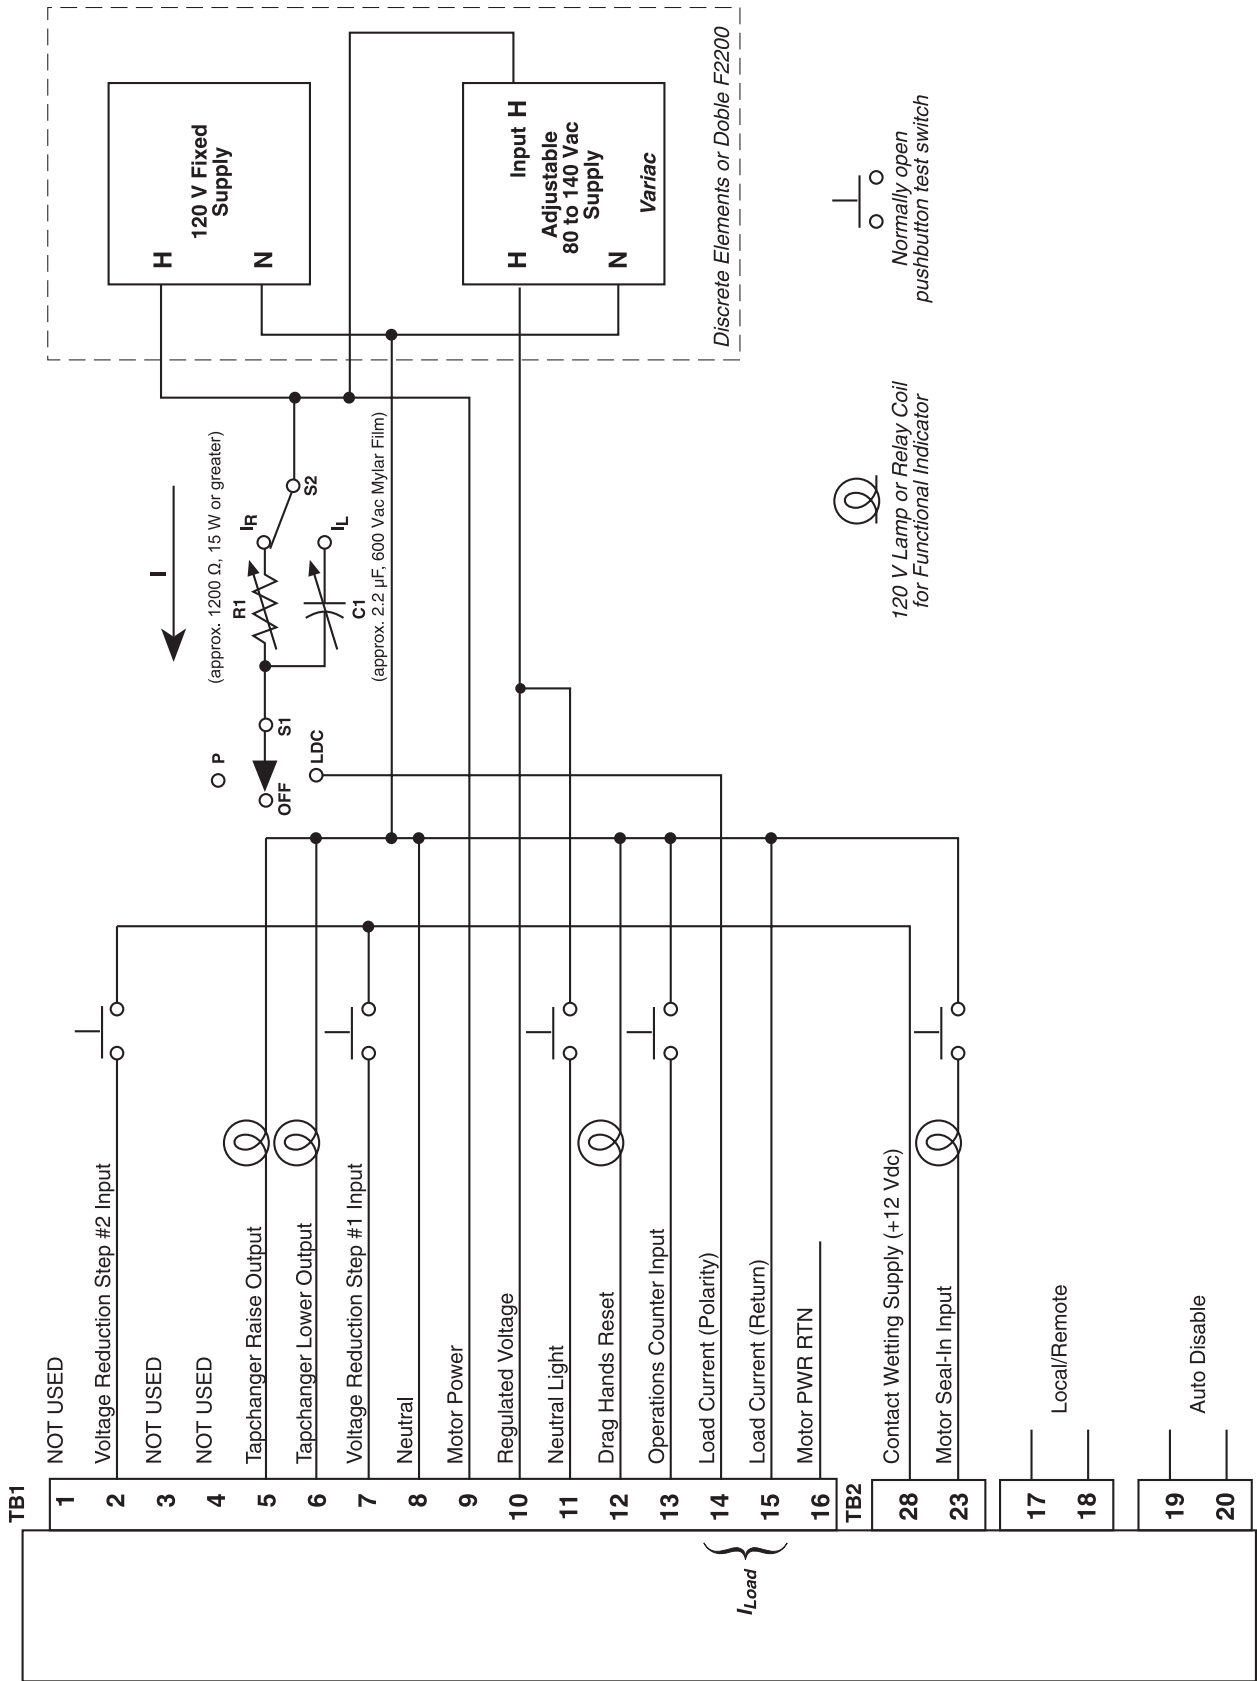 TB1
1 NOT USED
2 Voltage Reduction Step #2 Input
3 NOT USED
4 NOT USED
5 Tapchanger Raise Output
6 Tapchanger Lower Output
7 Voltage Reduction Step #1 Input
8 Neutral
9 Motor Power
10 Regulated Voltage
11 Neutral Light
12 Drag Hands Reset
13 Operations Counter Input
14 Load Current (Polarity)
15 Load Current (Return)
16 Motor PWR RTN
ILoad
TB2
28 Contact Wetting Supply (+12 Vdc)
23 Motor Seal-In Input
17
18
Local/Remote
19
20
Auto Disable
P
OFF
S1
LDC
I
(approx. 1200 Ω, 15 W or greater)
R1
IR
S2
C1
IL
(approx. 2.2 µF, 600 Vac Mylar Film)
H
N
120 V Fixed
Supply
H
Input H
Adjustable
80 to 140 Vac
Supply
N
Variac
Discrete Elements or Doble F2200
120 V Lamp or Relay Coil
for Functional Indicator
Normally open
pushbutton test switch